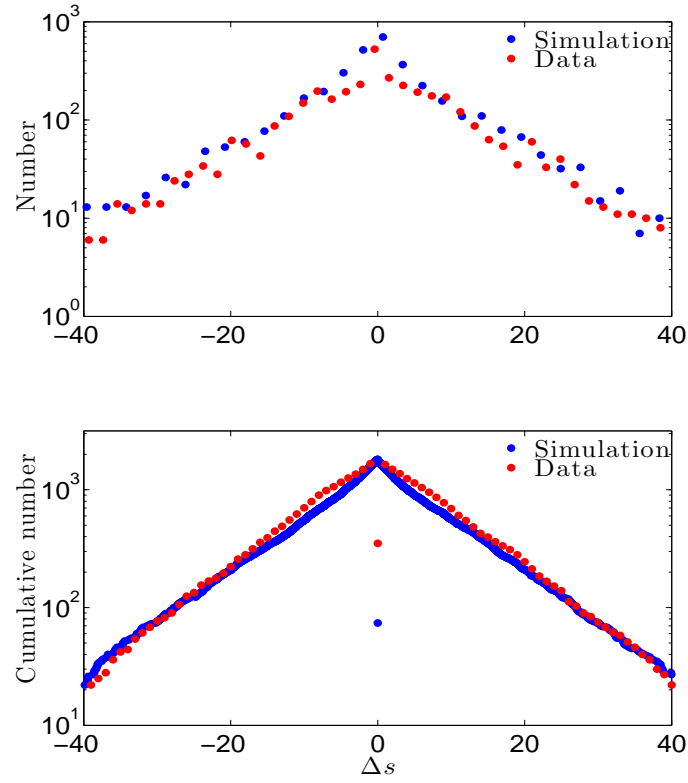 10^3
Simulation
Data
10^2
Number
10^1
10^0
−40 −20 0 20 40
Simulation
Data
10^3
Cumulative number
10^2
10^1
−40 −20 0 20 40
Δs